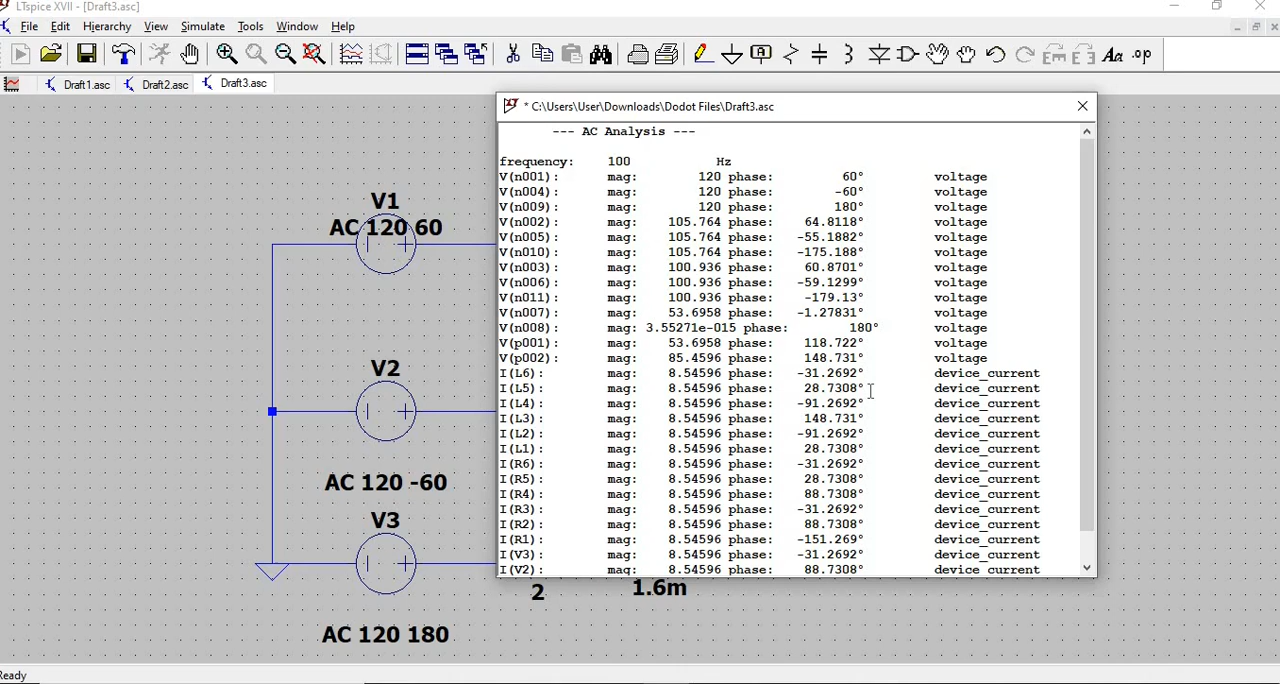 LTspice XVII - [Draft3.asc]
File Edit Hierarchy View Simulate Tools Window Help
Aa .op
Draft1.asc Draft2.asc Draft3.asc
* C:\Users\User\Downloads\Dodot Files\Draft3.asc
--- AC Analysis ---
frequency: 100 Hz
V(n001): mag: 120 phase: 60° voltage
V(n004): mag: 120 phase: -60° voltage
V(n009): mag: 120 phase: 180° voltage
V(n002): mag: 105.764 phase: 64.8118° voltage
V(n005): mag: 105.764 phase: -55.1882° voltage
V(n010): mag: 105.764 phase: -175.188° voltage
V(n003): mag: 100.936 phase: 60.8701° voltage
V(n006): mag: 100.936 phase: -59.1299° voltage
V(n011): mag: 100.936 phase: -179.13° voltage
V(n007): mag: 53.6958 phase: -1.27831° voltage
V(n008): mag: 3.55271e-015 phase: 180° voltage
V(p001): mag: 53.6958 phase: 118.722° voltage
V(p002): mag: 85.4596 phase: 148.731° voltage
I(L6): mag: 8.54596 phase: -31.2692° device_current
I(L5): mag: 8.54596 phase: 28.7308° device_current
I(L4): mag: 8.54596 phase: -91.2692° device_current
I(L3): mag: 8.54596 phase: 148.731° device_current
I(L2): mag: 8.54596 phase: -91.2692° device_current
I(L1): mag: 8.54596 phase: 28.7308° device_current
I(R6): mag: 8.54596 phase: -31.2692° device_current
I(R5): mag: 8.54596 phase: 28.7308° device_current
I(R4): mag: 8.54596 phase: 88.7308° device_current
I(R3): mag: 8.54596 phase: -31.2692° device_current
I(R2): mag: 8.54596 phase: 88.7308° device_current
I(R1): mag: 8.54596 phase: -151.269° device_current
I(V3): mag: 8.54596 phase: -31.2692° device_current
I(V2): mag: 8.54596 phase: 88.7308° device_current
V1
AC 120 60
V2
AC 120 -60
V3
2 1.6m
AC 120 180
Ready